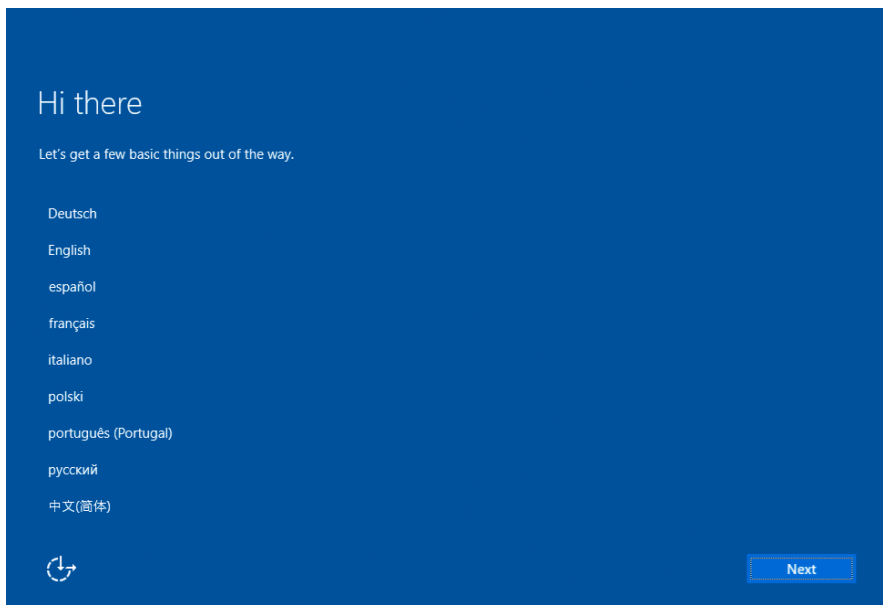 Hi there
Let's get a few basic things out of the way.
Deutsch
English
español
français
italiano
polski
português (Portugal)
русский
中文(简体)
Next